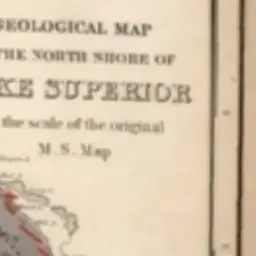 GEOLOGICAL MAP
THE NORTH SHORE OF
KE SUPERIOR
the scale of the original
M. S. Map